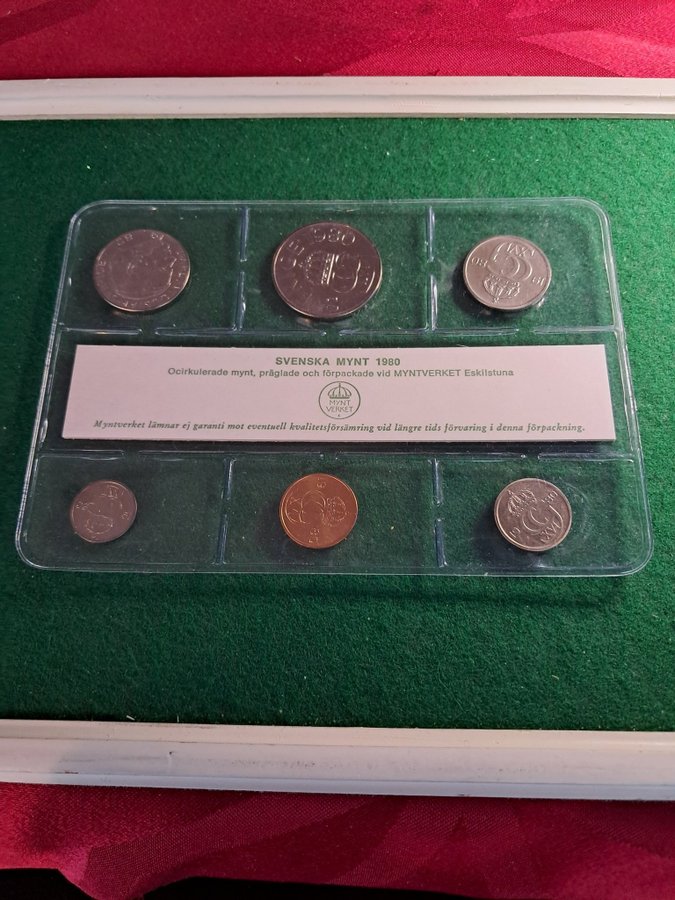 SVENSKA MYNT 1980
Ocirkulerade mynt, präglade och förpackade vid MYNTVERKET Eskilstuna
MYNT
VERKET
Myntverket lämnar ej garanti mot eventuell kvalitetsförsämring vid längre tids förvaring i denna förpackning.